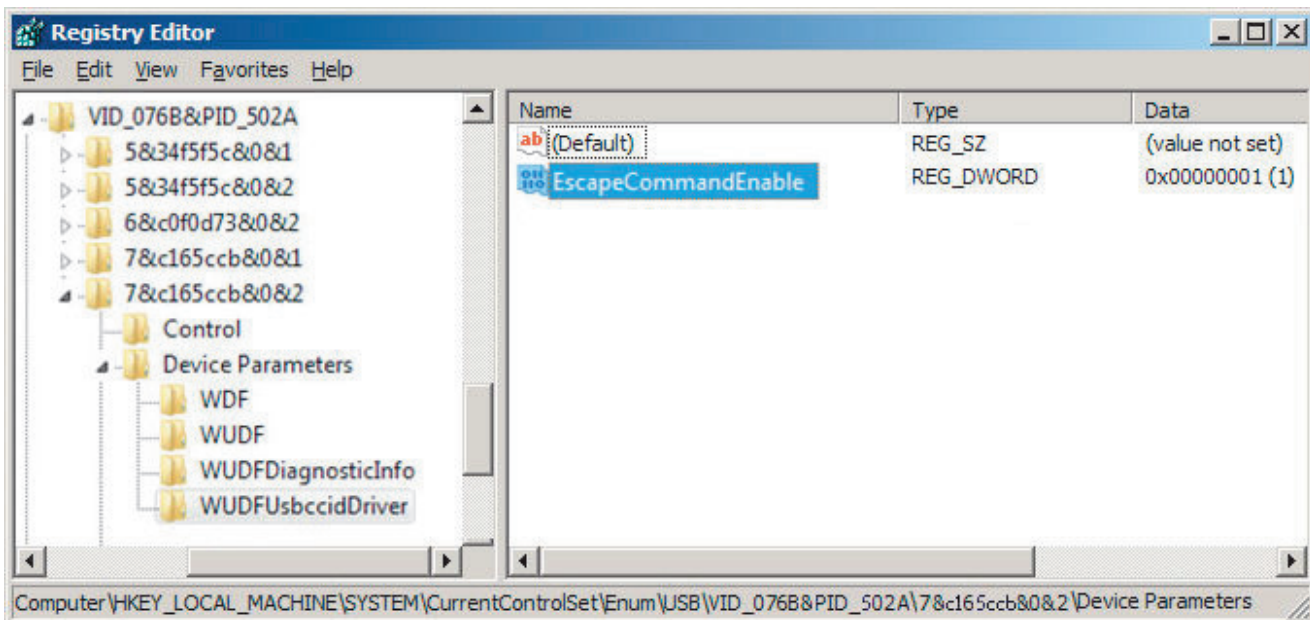 Registry Editor
File Edit View Favorites Help
VID_076B&PID_502A
5&34f5f5c&0&1
5&34f5f5c&0&2
6&c0f0d73&0&2
7&c165ccb&0&1
7&c165ccb&0&2
Control
Device Parameters
WDF
WUDF
WUDFDiagnosticInfo
WUDFUsbccidDriver
Name Type Data
(Default) REG_SZ (value not set)
EscapeCommandEnable REG_DWORD 0x00000001 (1)
Computer\HKEY_LOCAL_MACHINE\SYSTEM\CurrentControlSet\Enum\USB\VID_076B&PID_502A\7&c165ccb&0&2\Device Parameters